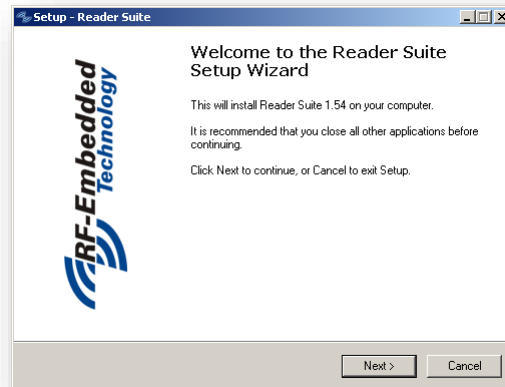 Setup - Reader Suite
RF-Embedded
Technology
Welcome to the Reader Suite
Setup Wizard
This will install Reader Suite 1.54 on your computer.
It is recommended that you close all other applications before
continuing.
Click Next to continue, or Cancel to exit Setup.
Next >
Cancel